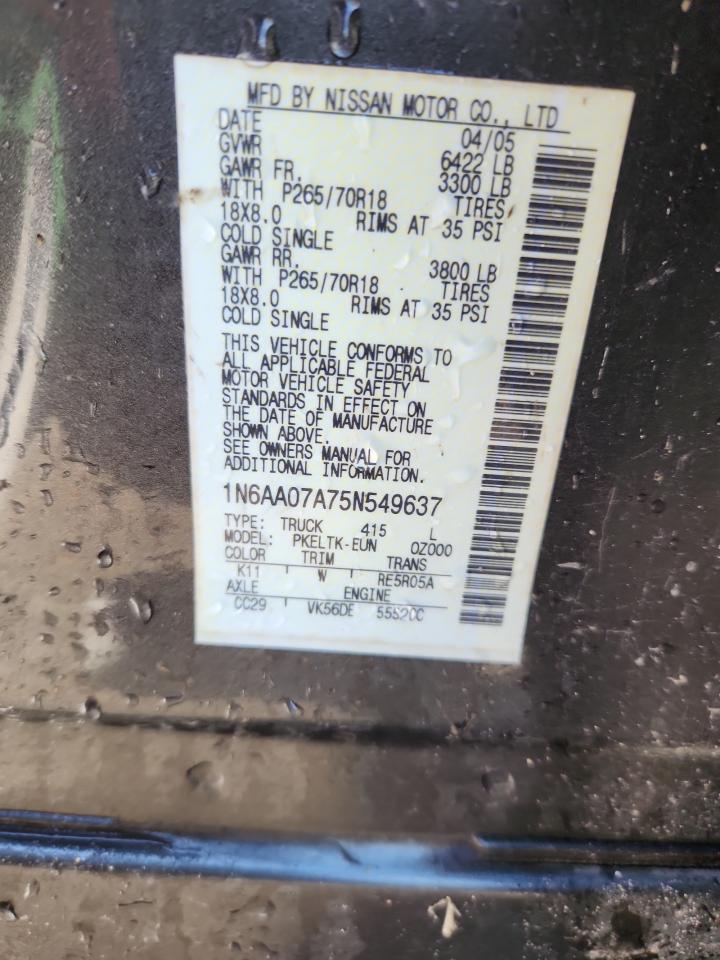 MFD BY NISSAN MOTOR CO., LTD
DATE 04/05
GVWR 6422 LB
GAWR FR. 3300 LB
WITH P265/70R18 TIRES
18X8.0 RIMS AT 35 PSI
COLD SINGLE
GAWR RR. 3800 LB
WITH P265/70R18 TIRES
18X8.0 RIMS AT 35 PSI
COLD SINGLE
THIS VEHICLE CONFORMS TO
ALL APPLICABLE FEDERAL
MOTOR VEHICLE SAFETY
STANDARDS IN EFFECT ON
THE DATE OF MANUFACTURE
SHOWN ABOVE.
SEE OWNERS MANUAL FOR
ADDITIONAL INFORMATION.
1N6AA07A75N549637
TYPE: TRUCK 415 L
MODEL: PKELTK-EUN 0Z000
COLOR TRIM TRANS
K11 W RE5R05A
AXLE ENGINE
CC29 VK56DE 5552CC